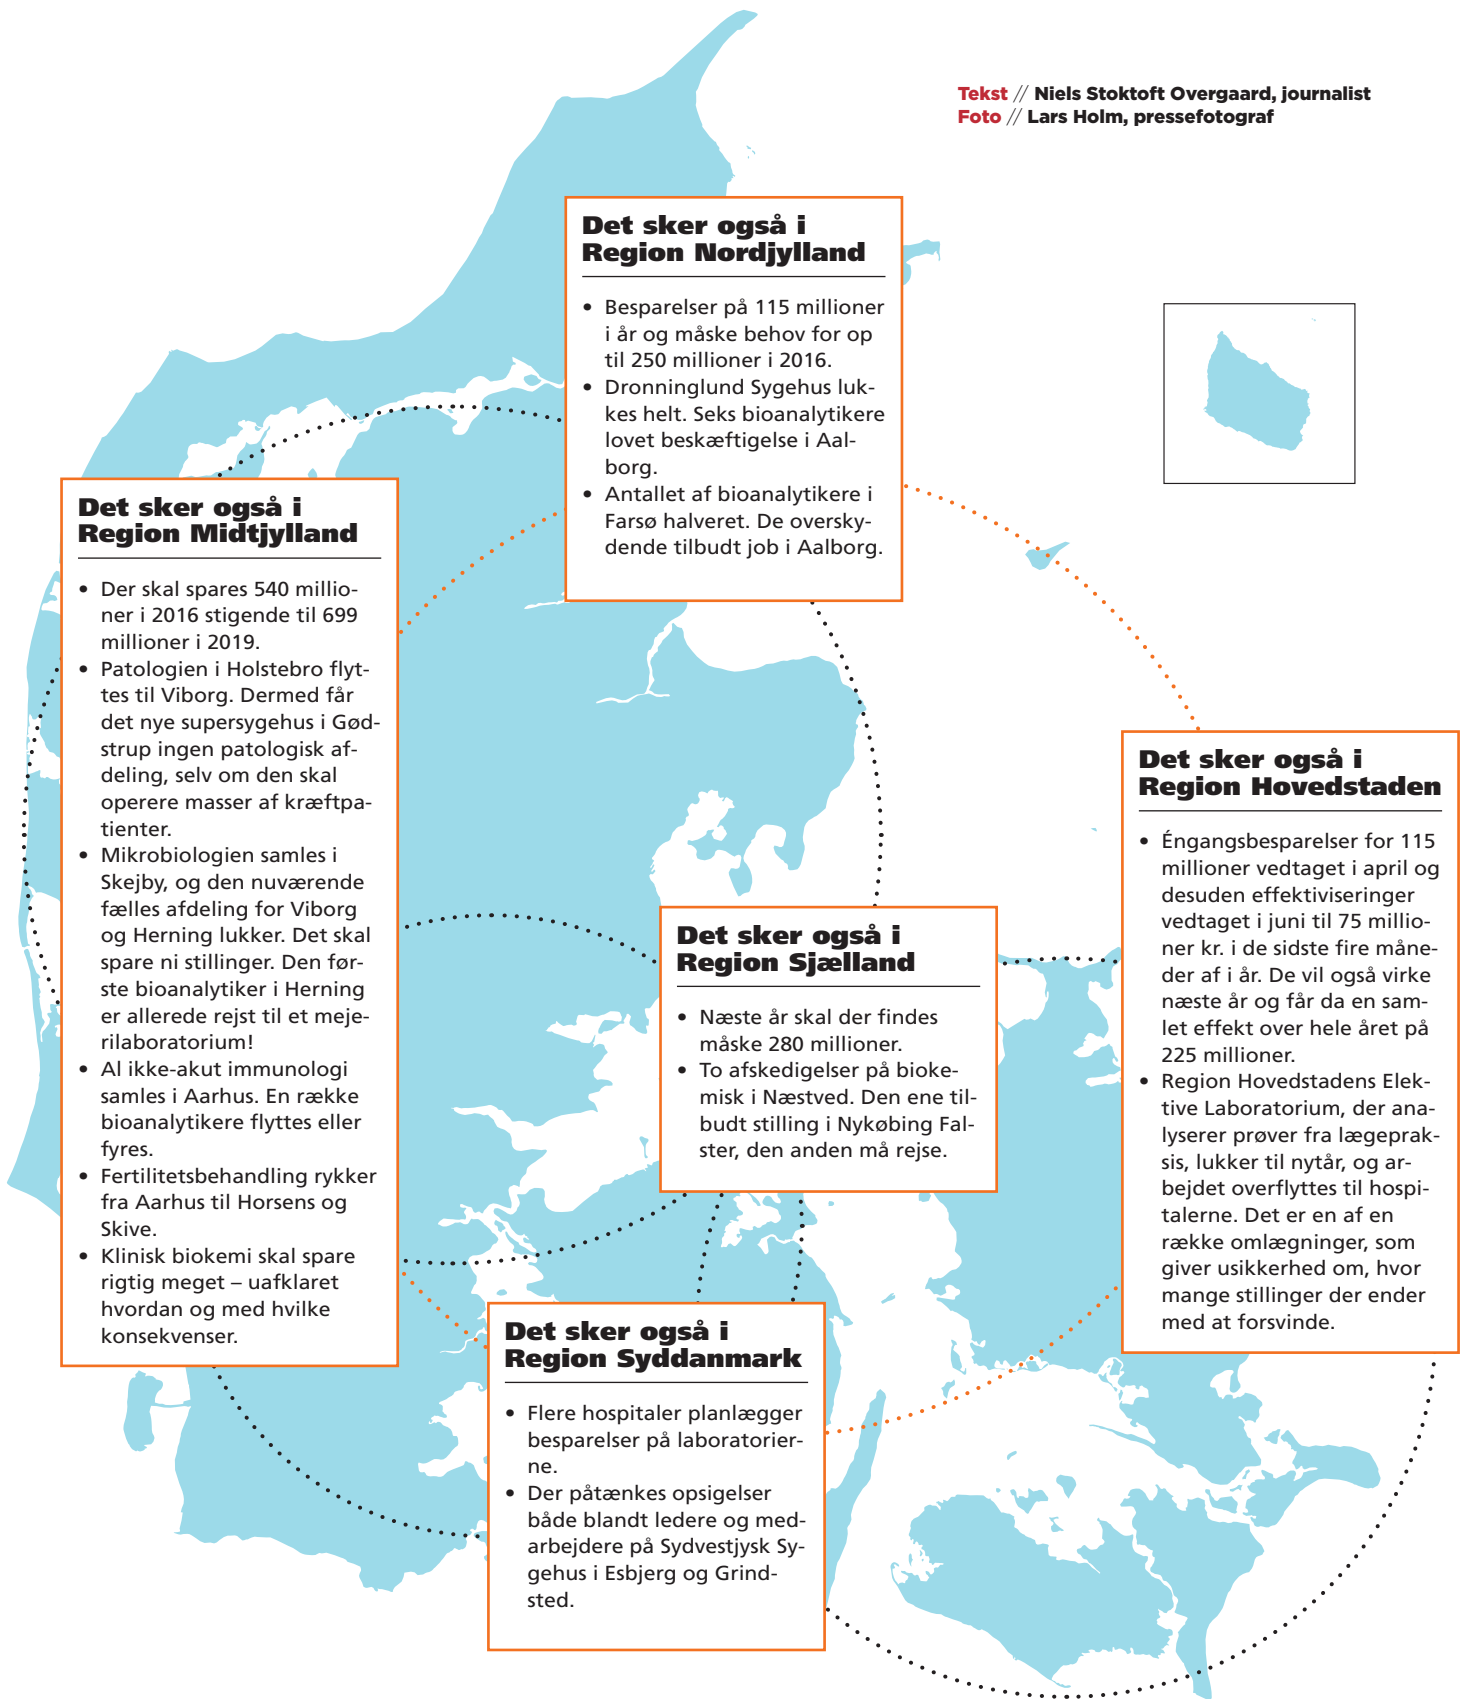 Tekst // Niels Stoktoft Overgaard, journalist
Foto // Lars Holm, pressefotograf
Det sker også i
Region Nordjylland
• Besparelser på 115 millioner
i år og måske behov for op
til 250 millioner i 2016.
• Dronninglund Sygehus luk-
kes helt. Seks bioanalytikere
lovet beskæftigelse i Aal-
borg.
• Antallet af bioanalytikere i
Farsø halveret. De oversky-
dende tilbudt job i Aalborg.
Det sker også i
Region Midtjylland
• Der skal spares 540 millio-
ner i 2016 stigende til 699
millioner i 2019.
• Patologien i Holstebro flyt-
tes til Viborg. Dermed får
det nye supersygehus i Gød-
strup ingen patologisk af-
deling, selv om den skal
operere masser af kræftpa-
tienter.
• Mikrobiologien samles i
Skejby, og den nuværende
fælles afdeling for Viborg
og Herning lukker. Det skal
spare ni stillinger. Den før-
ste bioanalytiker i Herning
er allerede rejst til et meje-
rilaboratorium!
• Al ikke-akut immunologi
samles i Aarhus. En række
bioanalytikere flyttes eller
fyres.
• Fertilitetsbehandling rykker
fra Aarhus til Horsens og
Skive.
• Klinisk biokemi skal spare
rigtig meget – uafklaret
hvordan og med hvilke
konsekvenser.
Det sker også i
Region Hovedstaden
• Éngangsbesparelser for 115
millioner vedtaget i april og
desuden effektiviseringer
vedtaget i juni til 75 millio-
ner kr. i de sidste fire måne-
der af i år. De vil også virke
næste år og får da en sam-
let effekt over hele året på
225 millioner.
• Region Hovedstadens Elek-
tive Laboratorium, der ana-
lyserer prøver fra lægeprak-
sis, lukker til nytår, og ar-
bejdet overflyttes til hospi-
talerne. Det er en af en
række omlægninger, som
giver usikkerhed om, hvor
mange stillinger der ender
med at forsvinde.
Det sker også i
Region Sjælland
• Næste år skal der findes
måske 280 millioner.
• To afskedigelser på bioke-
misk i Næstved. Den ene til-
budt stilling i Nykøbing Fal-
ster, den anden må rejse.
Det sker også i
Region Syddanmark
• Flere hospitaler planlægger
besparelser på laboratorier-
ne.
• Der påtænkes opsigelser
både blandt ledere og med-
arbejdere på Sydvestjysk Sy-
gehus i Esbjerg og Grind-
sted.